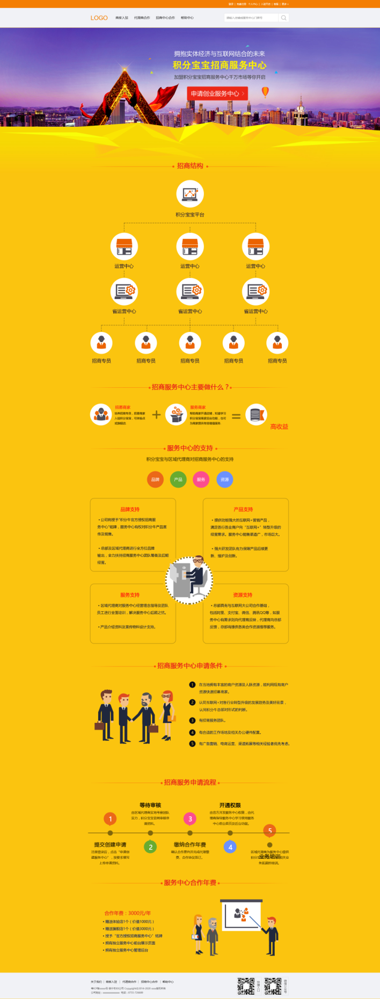 登录 | 免费注册 个人中心 | 入驻开店 | 客服 | 更多
LOGO 商家入驻 代理商合作 招商中心合作 帮助中心
拥抱实体经济与互联网结合的未来
积分宝宝招商服务中心
加盟积分宝宝招商服务中心千万市场等你开启
申请创业服务中心 >
招商结构
积分宝宝平台
运营中心 运营中心 运营中心
省运营中心 省运营中心 省运营中心
招商专员 招商专员 招商专员 招商专员 招商专员
招商服务中心主要做什么？
招募商家
培养招商专员，招募商家
入驻积分宝宝，可体验点
或旗舰店
+
服务商家
帮助商家开通店铺，知道学习
积分宝宝商家后台功能，也可
为商家提供有偿增值服务.
=
高收益
服务中心的支持
积分宝宝与区域代理商对招商服务中心的支持
品牌 产品 服务 资源
品牌支持
• 公司将授予"积分牛官方授权招商服
务中心"铭牌，服务中心有权对积分牛产品宣
传及销售。
• 总部及区域代理商进行全方位品牌
输出，全力扶持招商服务中心团队筹备及后期
经营。
产品支持
• 提供功能强大的互联网+营销产品，
满足各行各业商户向"互联网+"转型升级的
经营需求。服务中心销售渠道广，市场巨大。
• 强大研发团队有力保障产品后续更
新、维护及创新。
服务支持
• 区域代理商对服务中心经营理念指导及团队
员工进行全面培训，解决服务中心后顾之忧。
• 产品介绍资料及宣传物料设计支持。
资源支持
• 总部具有与互联网大公司合作基础，
包括阿里、支付宝、微信、腾讯QQ等，如服
务中心有需求则向代理商反映，代理商向总部
反馈，总部将提供各类合作资源推荐服务。
招商服务中心申请条件
1 在当地拥有丰富的商户资源及人脉资源，能利用现有商户
资源快速招募商家。
2 认同互联网+对各行业转型升级的发展趋势及美好前景，
认同积分牛总部对形式的判断。
3 有招商服务团队。
4 有合适的工作场地及相关办公硬件配置。
5 有广告营销、电商运营、渠道拓展等相关经验者优先考虑。
招商服务申请流程
1
提交创建申请
注册登录后，点击"申请创
建服务中心"，按要求填写
上传申请资料。
等待审核
由区域代理商实地考察团队
实力，积分宝宝官网审核申
请资料。
2
3
缴纳合作年费
确认合作意向并完成代理缴
费、合作协议签订。
开通权限
由官方开发服务中心权限，由代
理商指导服务中心学习使用服务
中心前台首页及后台功能。
4
5
业务培训
区域代理商为服务中心提供
务拓展的培训。
服务中心合作年费
合作年费：3000元/年
• 赠送体验店1个（价值1000元）
• 赠送旗舰店1个（价值3000元）
• 授予"官方授权招商服务中心"铭牌
• 拥有独立服务中心前台展示页面
• 拥有独立服务中心管理后台
关于我们 | 商家入驻 | 代理商合作 | 招商中心合作 | 帮助中心